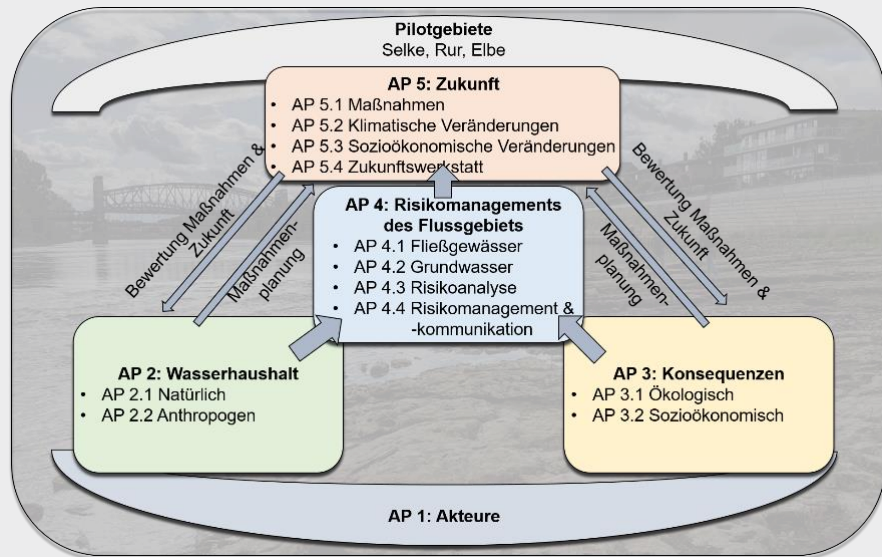 Pilotgebiete
Selke, Rur, Elbe
AP 5: Zukunft
• AP 5.1 Maßnahmen
• AP 5.2 Klimatische Veränderungen
• AP 5.3 Sozioökonomische Veränderungen
• AP 5.4 Zukunftswerkstatt
Bewertung Maßnahmen &
Zukunft
Maßnahmen-
planung
Bewertung Maßnahmen &
Zukunft
Maßnahmen-
planung
AP 4: Risikomanagements
des Flussgebiets
• AP 4.1 Fließgewässer
• AP 4.2 Grundwasser
• AP 4.3 Risikoanalyse
• AP 4.4 Risikomanagement &
-kommunikation
AP 2: Wasserhaushalt
• AP 2.1 Natürlich
• AP 2.2 Anthropogen
AP 3: Konsequenzen
• AP 3.1 Ökologisch
• AP 3.2 Sozioökonomisch
AP 1: Akteure